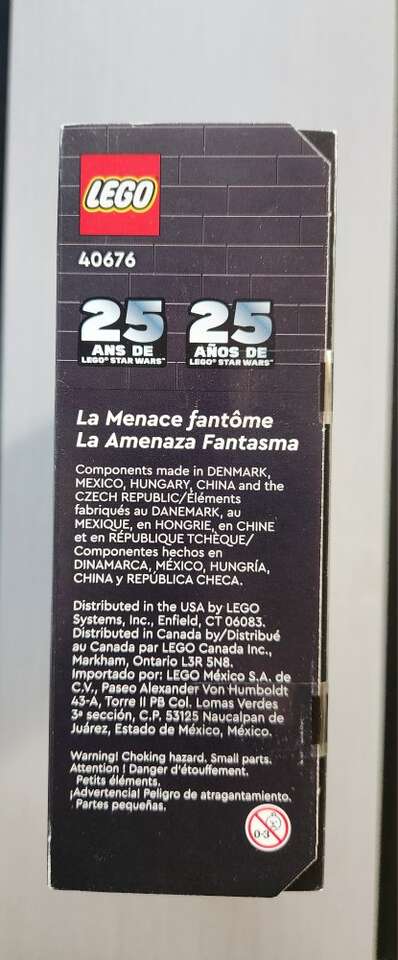 LEGO
40676
25 25
ANS DE AÑOS DE
LEGO® STAR WARS™ LEGO® STAR WARS™
La Menace fantôme
La Amenaza Fantasma
Components made in DENMARK,
MEXICO, HUNGARY, CHINA and the
CZECH REPUBLIC/Éléments
fabriqués au DANEMARK, au
MEXIQUE, en HONGRIE, en CHINE
et en RÉPUBLIQUE TCHÈQUE/
Componentes hechos en
DINAMARCA, MÉXICO, HUNGRÍA,
CHINA y REPÚBLICA CHECA.
Distributed in the USA by LEGO
Systems, Inc., Enfield, CT 06083.
Distributed in Canada by/Distribué
au Canada par LEGO Canada Inc.,
Markham, Ontario L3R 5N8.
Importado por: LEGO México S.A. de
C.V., Paseo Alexander Von Humboldt
43-A, Torre II PB Col. Lomas Verdes
3ª sección, C.P. 53125 Naucalpan de
Juárez, Estado de México, México.
Warning! Choking hazard. Small parts.
Attention ! Danger d'étouffement.
Petits éléments.
¡Advertencia! Peligro de atragantamiento.
Partes pequeñas.
0-3